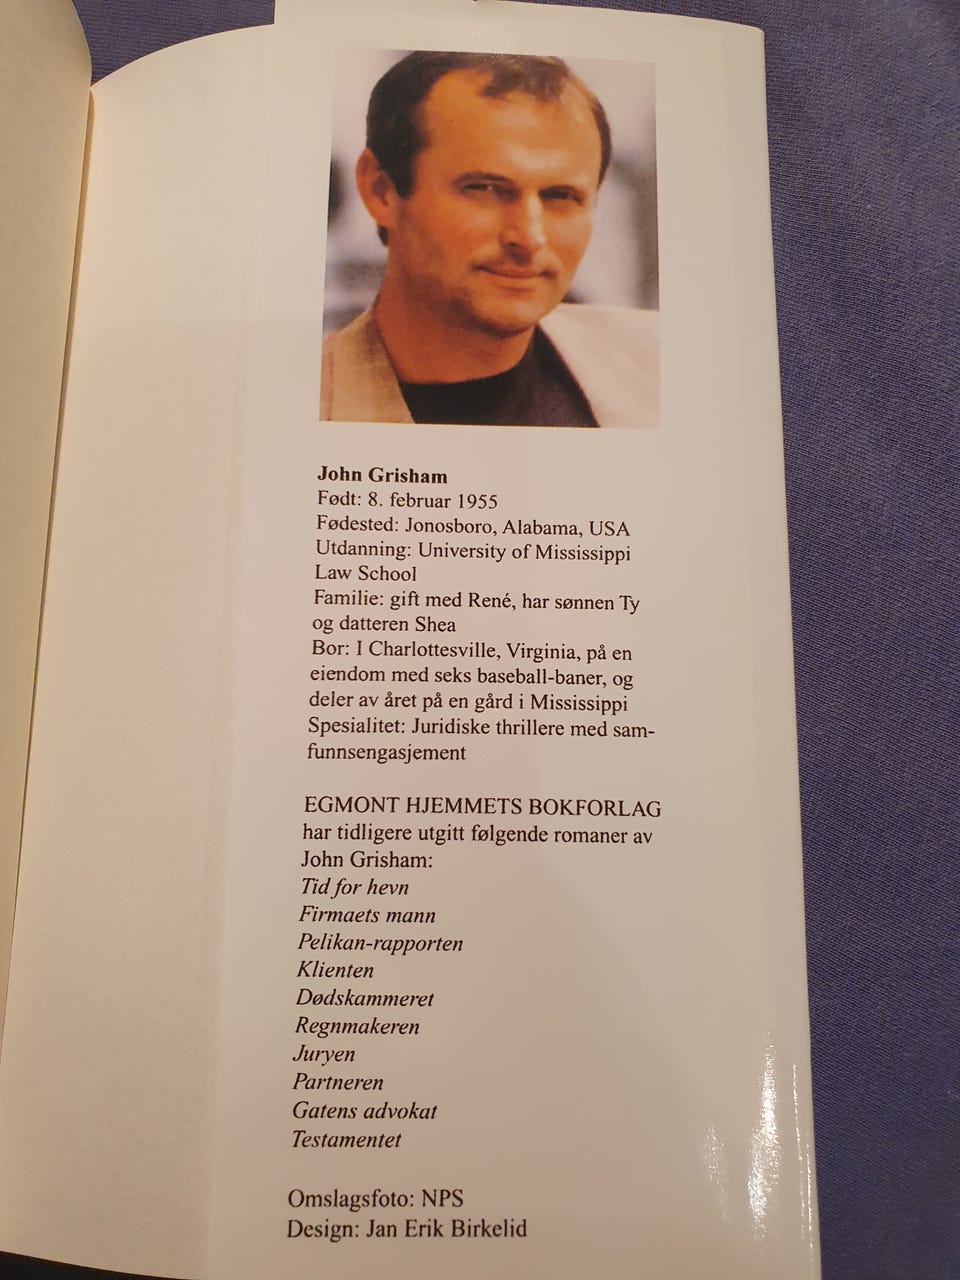 John Grisham
Født: 8. februar 1955
Fødested: Jonosboro, Alabama, USA
Utdanning: University of Mississippi
Law School
Familie: gift med René, har sønnen Ty
og datteren Shea
Bor: I Charlottesville, Virginia, på en
eiendom med seks baseball-baner, og
deler av året på en gård i Mississippi
Spesialitet: Juridiske thrillere med sam-
funnsengasjement
EGMONT HJEMMETS BOKFORLAG
har tidligere utgitt følgende romaner av
John Grisham:
Tid for hevn
Firmaets mann
Pelikan-rapporten
Klienten
Dødskammeret
Regnmakeren
Juryen
Partneren
Gatens advokat
Testamentet
Omslagsfoto: NPS
Design: Jan Erik Birkelid